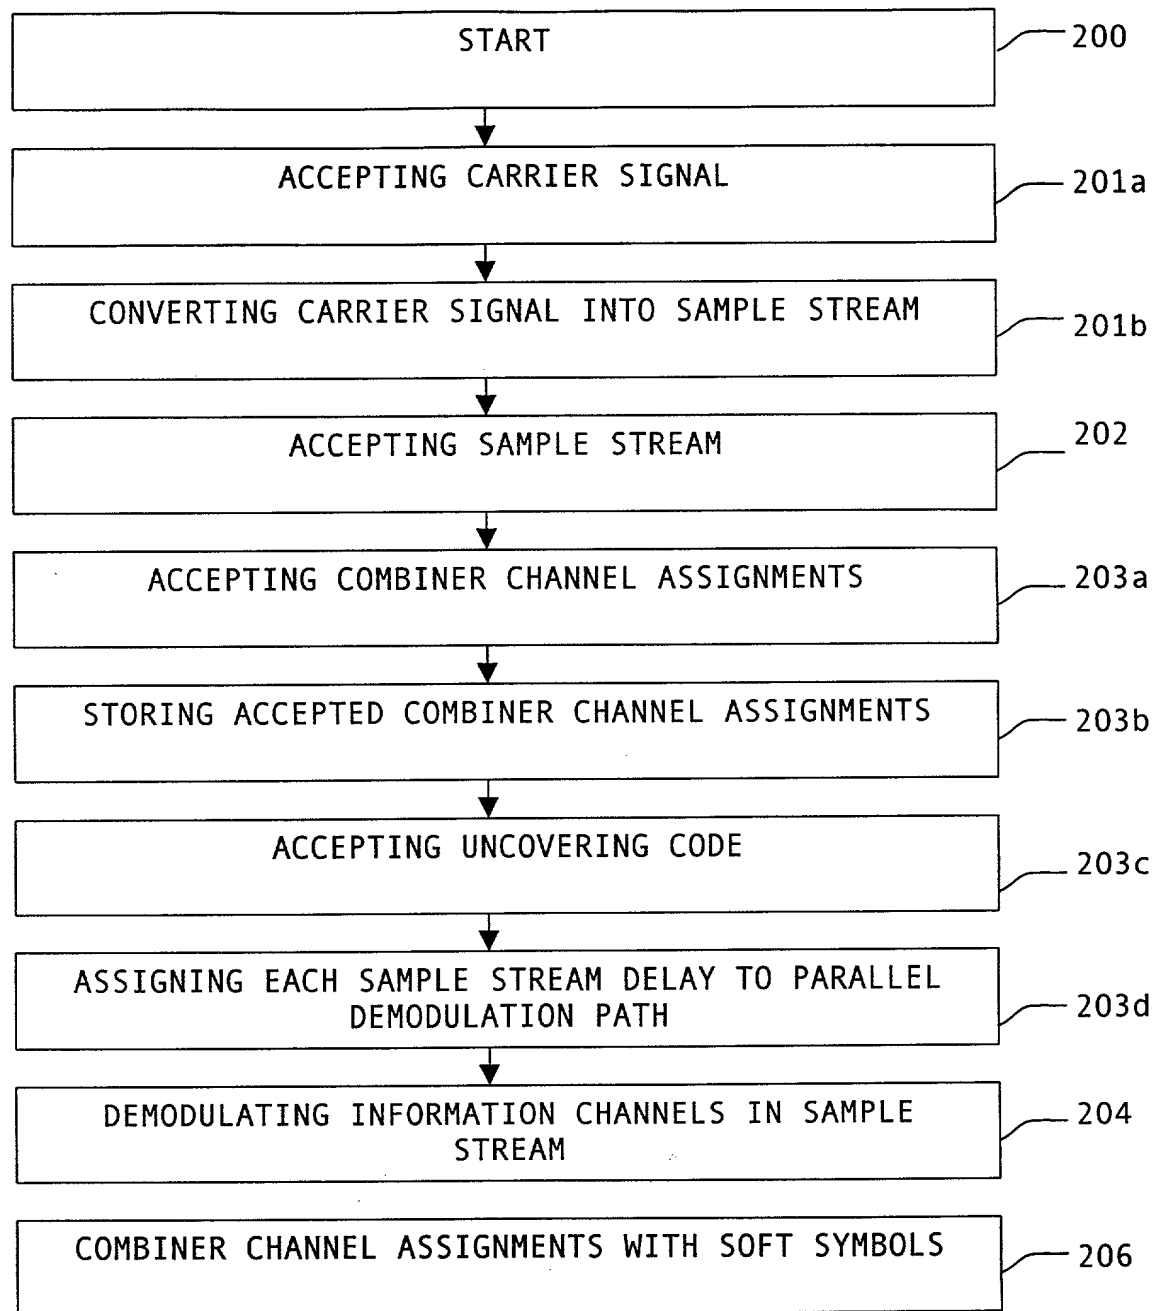 START
200
ACCEPTING CARRIER SIGNAL
201a
CONVERTING CARRIER SIGNAL INTO SAMPLE STREAM
201b
ACCEPTING SAMPLE STREAM
202
ACCEPTING COMBINER CHANNEL ASSIGNMENTS
203a
STORING ACCEPTED COMBINER CHANNEL ASSIGNMENTS
203b
ACCEPTING UNCOVERING CODE
203c
ASSIGNING EACH SAMPLE STREAM DELAY TO PARALLEL
DEMODULATION PATH
203d
DEMODULATING INFORMATION CHANNELS IN SAMPLE
STREAM
204
COMBINER CHANNEL ASSIGNMENTS WITH SOFT SYMBOLS
206